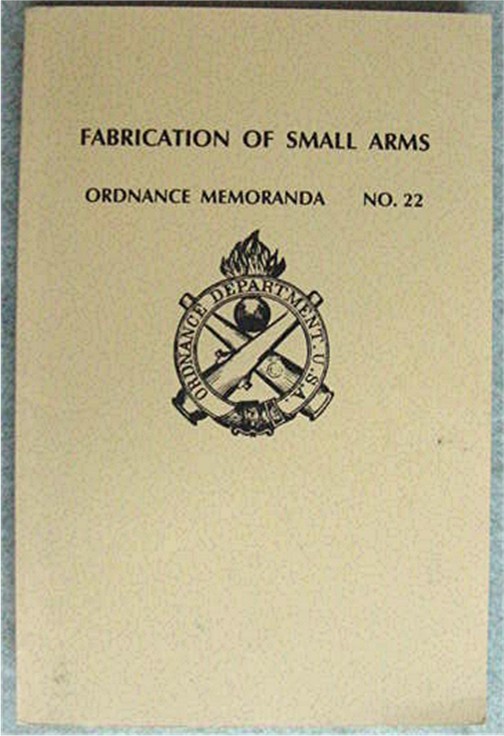 FABRICATION OF SMALL ARMS
ORDNANCE MEMORANDA NO. 22
ORDNANCE DEPARTMENT. U.S.A.